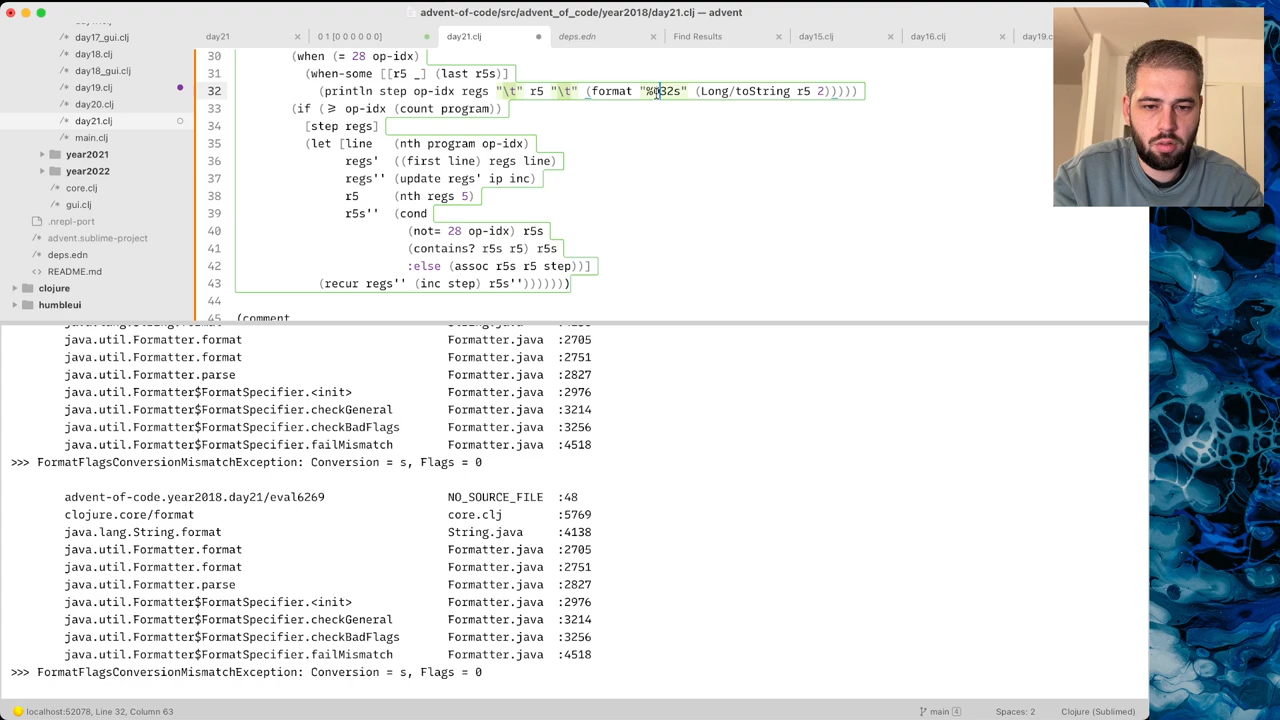 advent-of-code/src/advent_of_code/year2018/day21.clj — advent
day17_gui.clj
day18.clj
day18_gui.clj
day19.clj
day20.clj
day21.clj
main.clj
year2021
year2022
core.clj
gui.clj
.nrepl-port
advent.sublime-project
deps.edn
README.md
clojure
humbleui
day21
0 1 [0 0 0 0 0 0]
day21.clj
deps.edn
Find Results
day15.clj
day16.clj
30 (when (= 28 op-idx)
31 (when-some [[r5 _] (last r5s)]
32 (println step op-idx regs "\t" r5 "\t" (format "%032s" (Long/toString r5 2)))))
33 (if (≥ op-idx (count program))
34 [step regs]
35 (let [line (nth program op-idx)
36 regs' ((first line) regs line)
37 regs'' (update regs' ip inc)
38 r5 (nth regs 5)
39 r5s'' (cond
40 (not= 28 op-idx) r5s
41 (contains? r5s r5) r5s
42 :else (assoc r5s r5 step))]
43 (recur regs'' (inc step) r5s'')))))))
44
45 (comment
java.util.Formatter.format Formatter.java :2705
java.util.Formatter.format Formatter.java :2751
java.util.Formatter.parse Formatter.java :2827
java.util.Formatter$FormatSpecifier.<init> Formatter.java :2976
java.util.Formatter$FormatSpecifier.checkGeneral Formatter.java :3214
java.util.Formatter$FormatSpecifier.checkBadFlags Formatter.java :3256
java.util.Formatter$FormatSpecifier.failMismatch Formatter.java :4518
>>> FormatFlagsConversionMismatchException: Conversion = s, Flags = 0
advent-of-code.year2018.day21/eval6269 NO_SOURCE_FILE :48
clojure.core/format core.clj :5769
java.lang.String.format String.java :4138
java.util.Formatter.format Formatter.java :2705
java.util.Formatter.format Formatter.java :2751
java.util.Formatter.parse Formatter.java :2827
java.util.Formatter$FormatSpecifier.<init> Formatter.java :2976
java.util.Formatter$FormatSpecifier.checkGeneral Formatter.java :3214
java.util.Formatter$FormatSpecifier.checkBadFlags Formatter.java :3256
java.util.Formatter$FormatSpecifier.failMismatch Formatter.java :4518
>>> FormatFlagsConversionMismatchException: Conversion = s, Flags = 0
localhost:52078, Line 32, Column 63
main 4
Spaces: 2
Clojure (Sublimed)